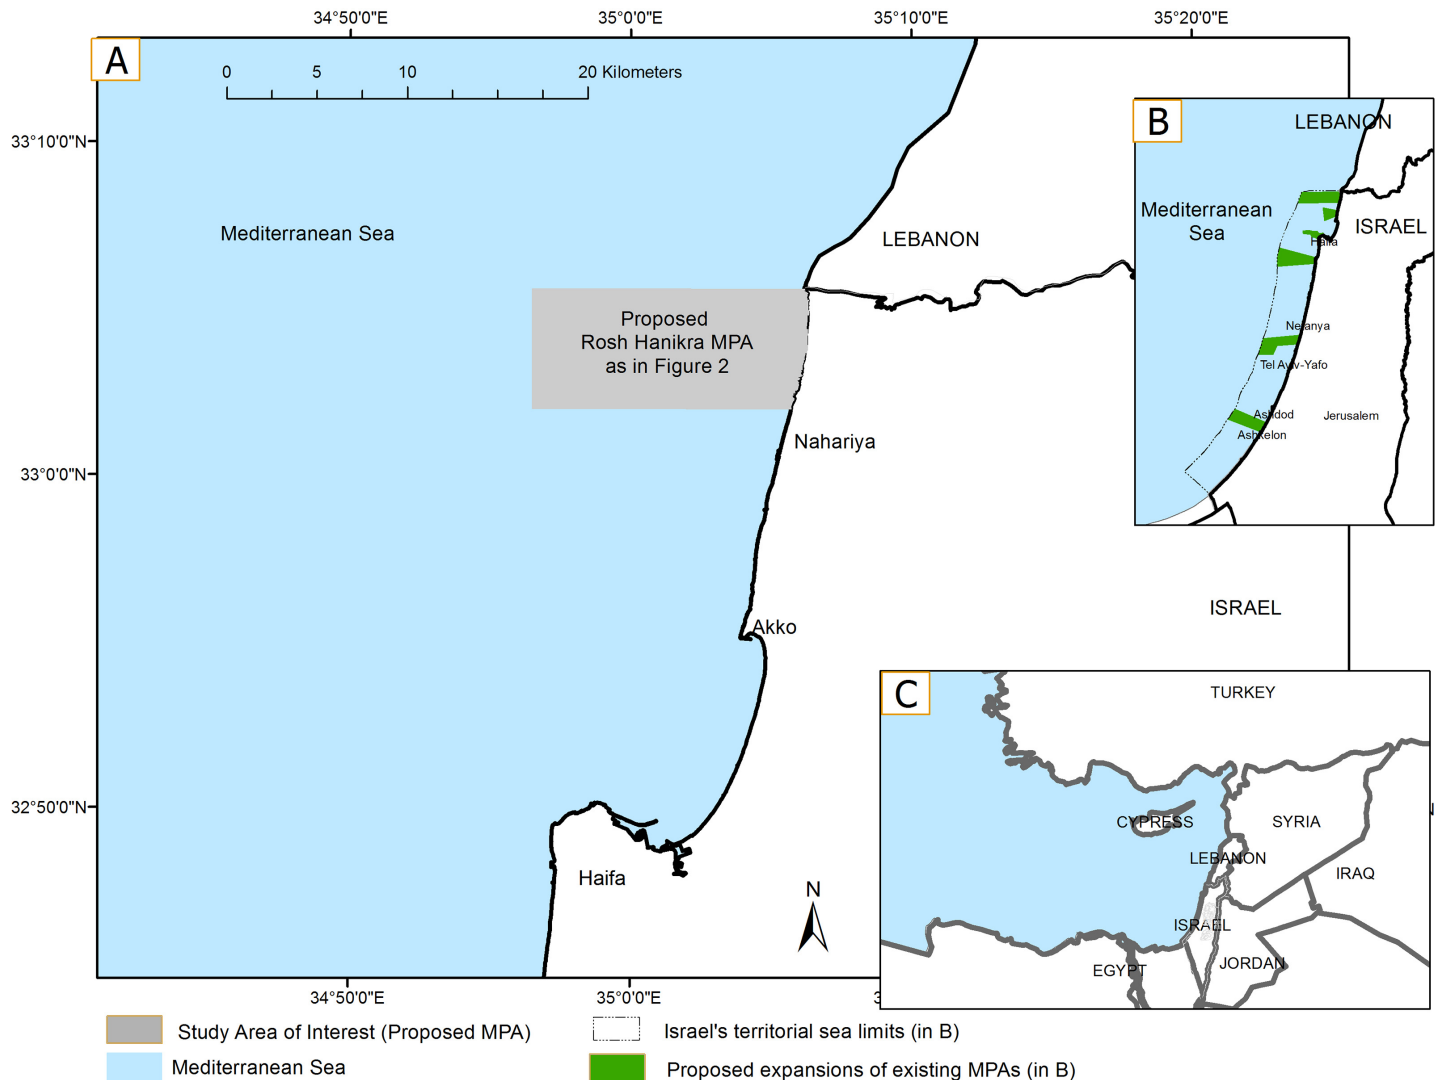 34°50'0"E 35°0'0"E 35°10'0"E 35°20'0"E
A
0 5 10 20 Kilometers
33°10'0"N
Mediterranean Sea
LEBANON
Proposed
Rosh Hanikra MPA
as in Figure 2
Nahariya
33°0'0"N
Akko
ISRAEL
32°50'0"N
Haifa
N
34°50'0"E 35°0'0"E
B
LEBANON
Mediterranean
Sea
ISRAEL
Haifa
Netanya
Tel Aviv-Yafo
Ashdod
Jerusalem
Ashkelon
C
TURKEY
CYPRESS
SYRIA
LEBANON
IRAQ
ISRAEL
JORDAN
EGYPT
Study Area of Interest (Proposed MPA)
Israel's territorial sea limits (in B)
Mediterranean Sea
Proposed expansions of existing MPAs (in B)